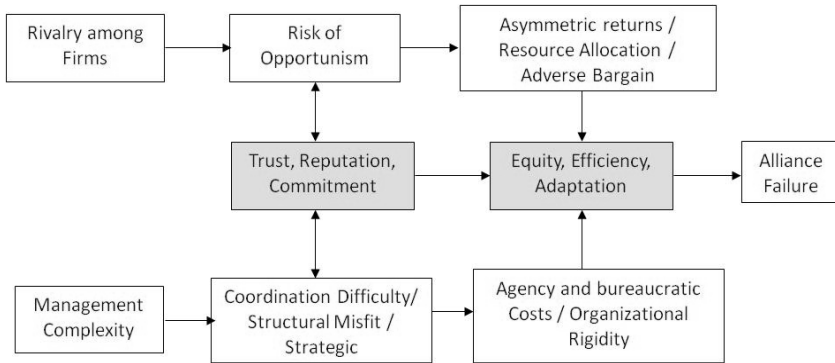 Rivalry among
Firms
Risk of
Opportunism
Asymmetric returns /
Resource Allocation /
Adverse Bargain
Trust, Reputation,
Commitment
Equity, Efficiency,
Adaptation
Alliance
Failure
Management
Complexity
Coordination Difficulty/
Structural Misfit /
Strategic
Agency and bureaucratic
Costs / Organizational
Rigidity